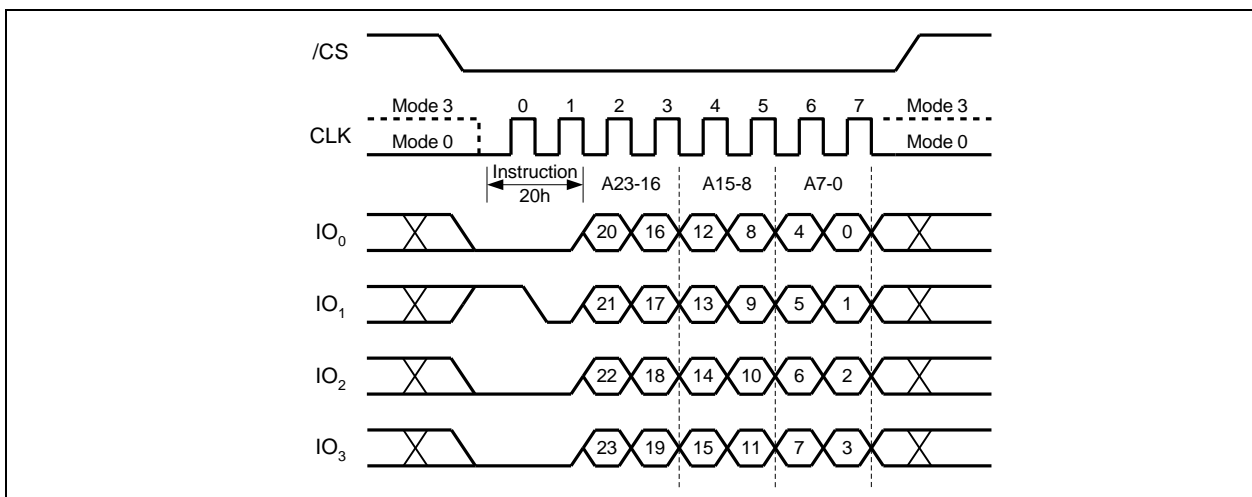 /CS
Mode 3 0 1 2 3 4 5 6 7 Mode 3
CLK
Mode 0 Mode 0
Instruction
20h A23-16 A15-8 A7-0
IO0 20 16 12 8 4 0
IO1 21 17 13 9 5 1
IO2 22 18 14 10 6 2
IO3 23 19 15 11 7 3